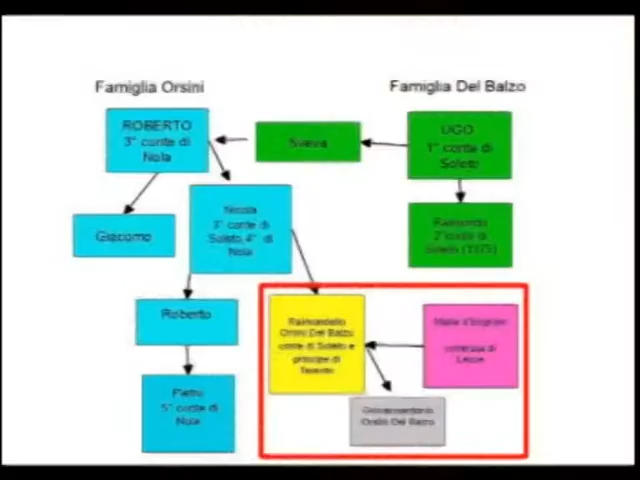 Famiglia Orsini
Famiglia Del Balzo
ROBERTO
3° conte di
Nola
Sveva
UGO
1° conte di
Soleto
Giacomo
Nicola
3° conte di
Soleto 4° di
Nola
Raimondo
2° conte di
Soleto (1375)
Roberto
Raimondello
Orsini Del Balzo
conte di Soleto e
principe di
Taranto
Maria d'Enghien
contessa di
Lecce
Pietro
5° conte di
Nola
Giovannantonio
Orsini Del Balzo